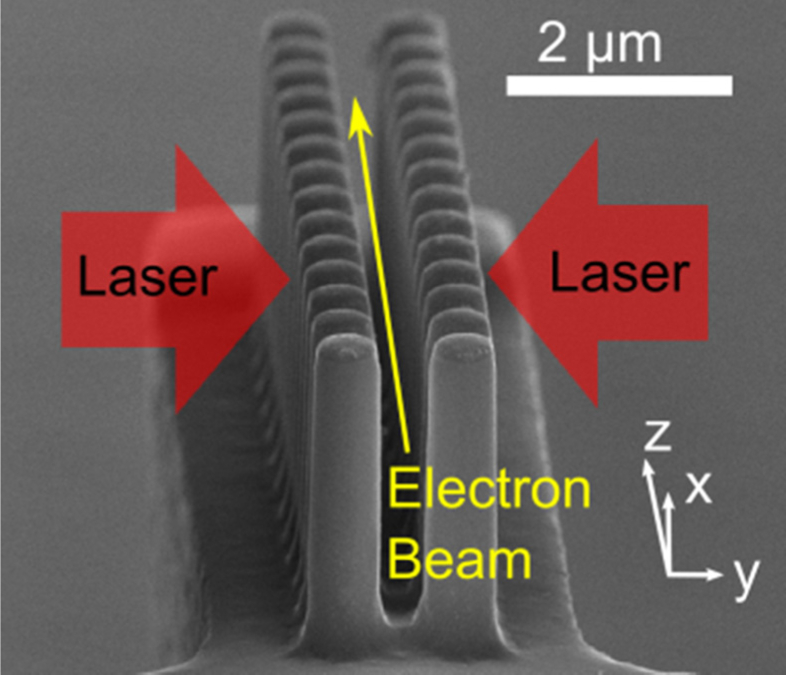 2 μm
Laser
Laser
Electron
Beam
z
x
y